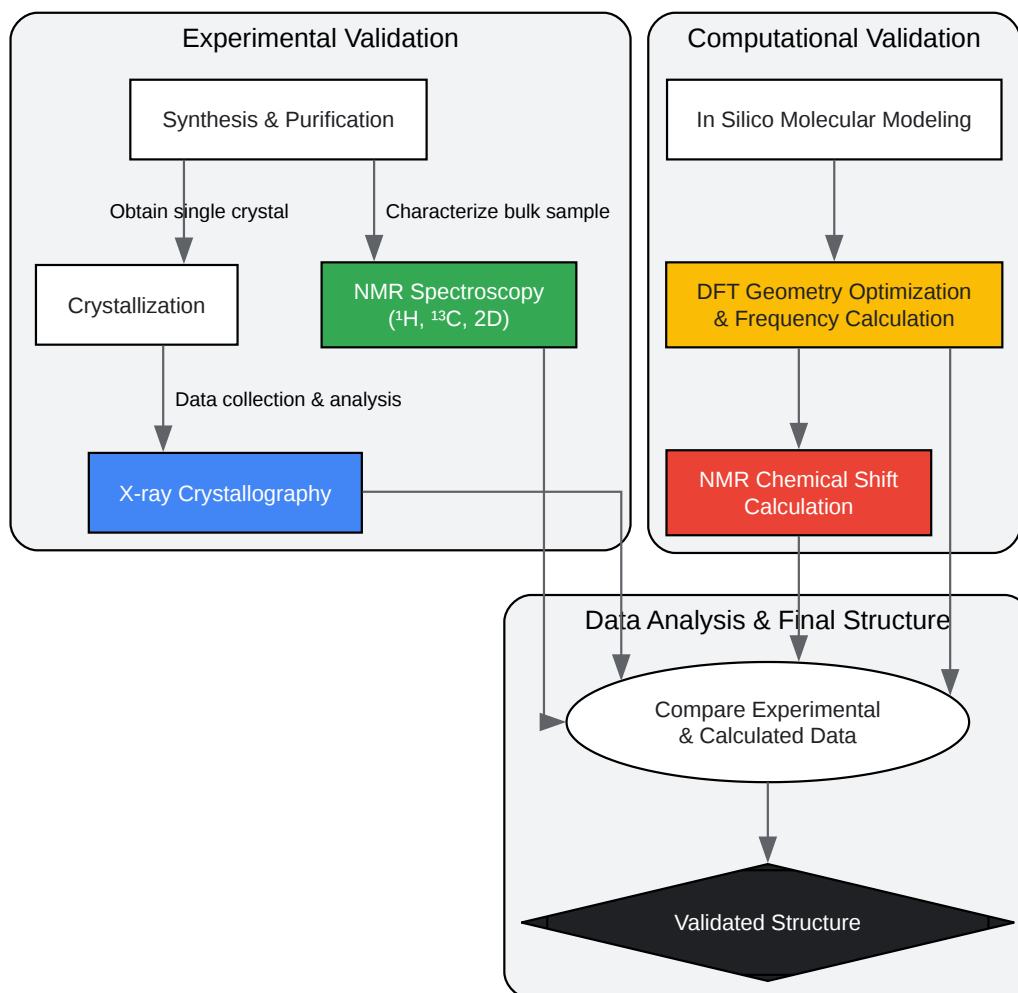 Experimental Validation
Synthesis & Purification
Obtain single crystal
Characterize bulk sample
Crystallization
NMR Spectroscopy
(¹H, ¹³C, 2D)
Data collection & analysis
X-ray Crystallography
Computational Validation
In Silico Molecular Modeling
DFT Geometry Optimization
& Frequency Calculation
NMR Chemical Shift
Calculation
Data Analysis & Final Structure
Compare Experimental
& Calculated Data
Validated Structure